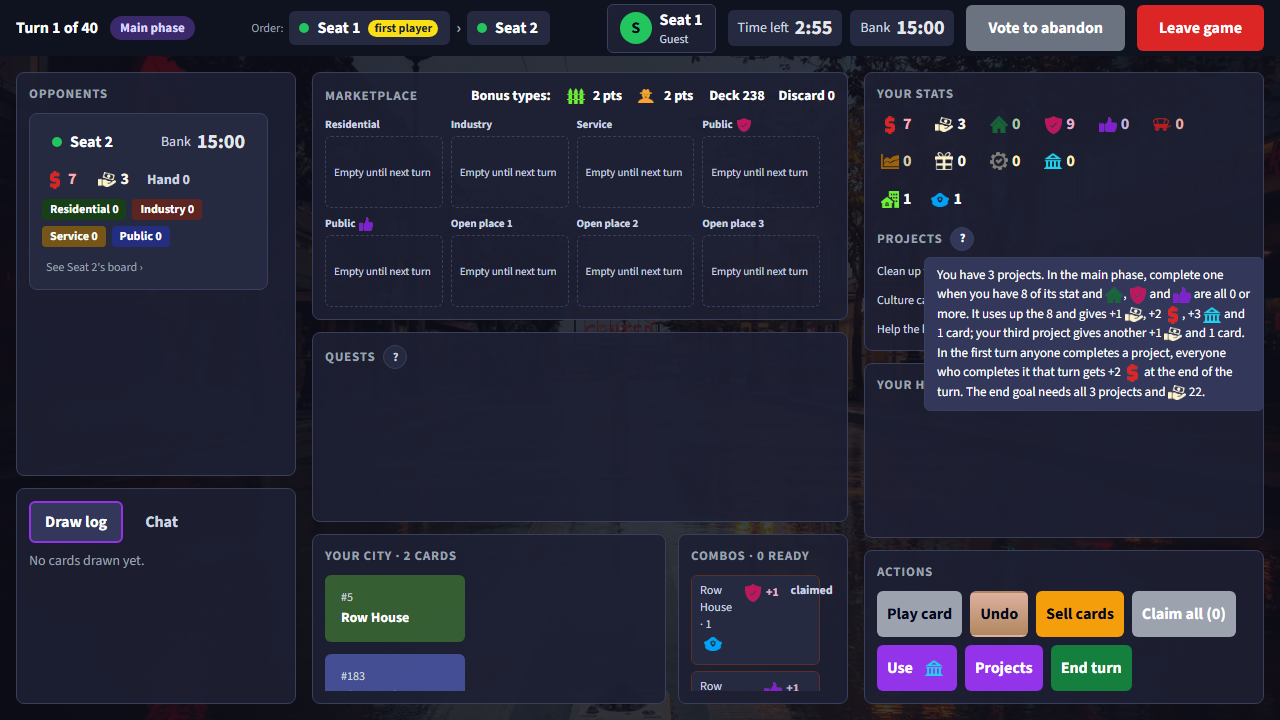 Turn 1 of 40
Main phase
Order:
Seat 1
first player
›
Seat 2
S
Seat 1
Guest
Time left 2:55
Bank 15:00
Vote to abandon
Leave game
OPPONENTS
Seat 2
Bank 15:00
7
3
Hand 0
Residential 0
Industry 0
Service 0
Public 0
See Seat 2's board ›
Draw log
Chat
No cards drawn yet.
MARKETPLACE
Bonus types:
2 pts
2 pts
Deck 238
Discard 0
Residential
Industry
Service
Public
Empty until next turn
Empty until next turn
Empty until next turn
Empty until next turn
Public
Open place 1
Open place 2
Open place 3
Empty until next turn
Empty until next turn
Empty until next turn
Empty until next turn
QUESTS
?
YOUR CITY · 2 CARDS
#5
Row House
#183
COMBOS · 0 READY
Row
House
· 1
+1
claimed
Row
+1
YOUR STATS
7
3
0
9
0
0
0
0
0
0
1
1
PROJECTS
?
Clean up
Culture ca
Help the
You have 3 projects. In the main phase, complete one
when you have 8 of its stat and , and are all 0 or
more. It uses up the 8 and gives +1 , +2 , +3 and
1 card; your third project gives another +1 and 1 card.
In the first turn anyone completes a project, everyone
who completes it that turn gets +2 at the end of the
turn. The end goal needs all 3 projects and 22.
YOUR H
ACTIONS
Play card
Undo
Sell cards
Claim all (0)
Use
Projects
End turn